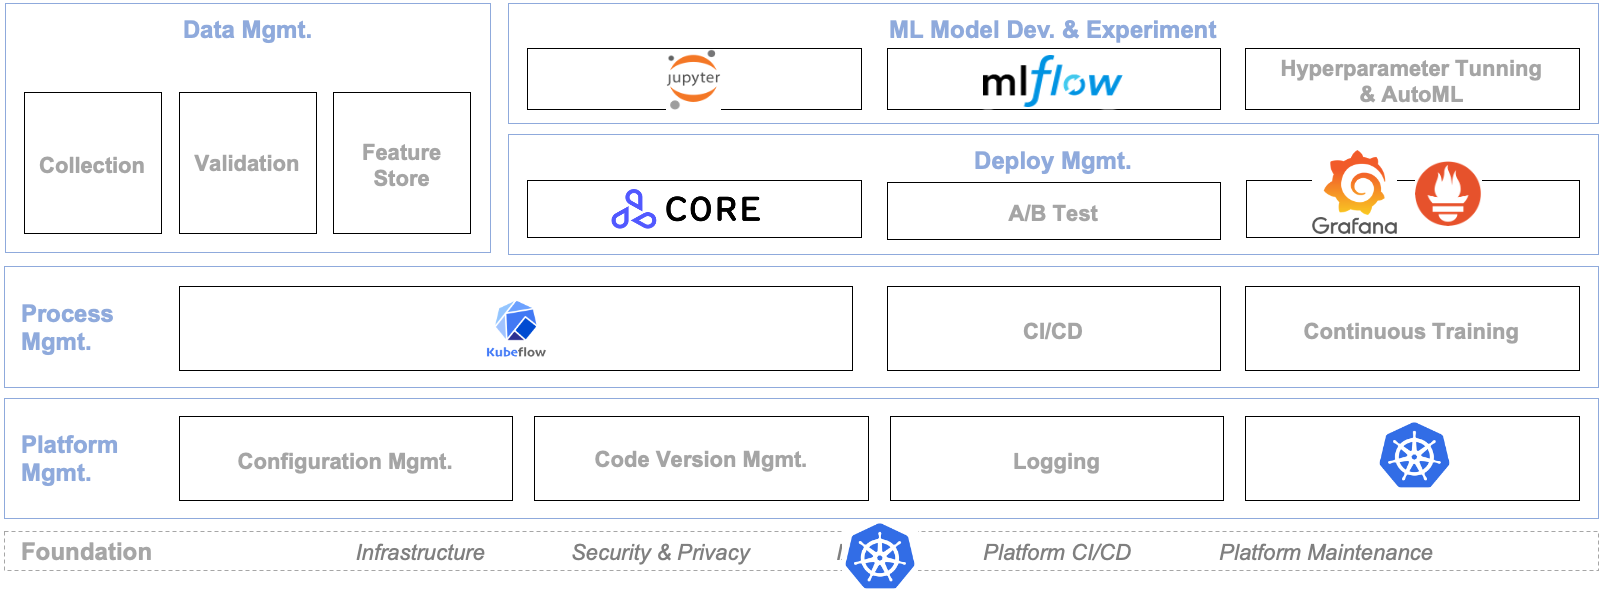 Data Mgmt.
Collection
Validation
Feature
Store
ML Model Dev. & Experiment
jupyter
mlflow
Hyperparameter Tunning
& AutoML
Deploy Mgmt.
CORE
A/B Test
Grafana
Process
Mgmt.
Kubeflow
CI/CD
Continuous Training
Platform
Mgmt.
Configuration Mgmt.
Code Version Mgmt.
Logging
Foundation
Infrastructure
Security & Privacy
Platform CI/CD
Platform Maintenance